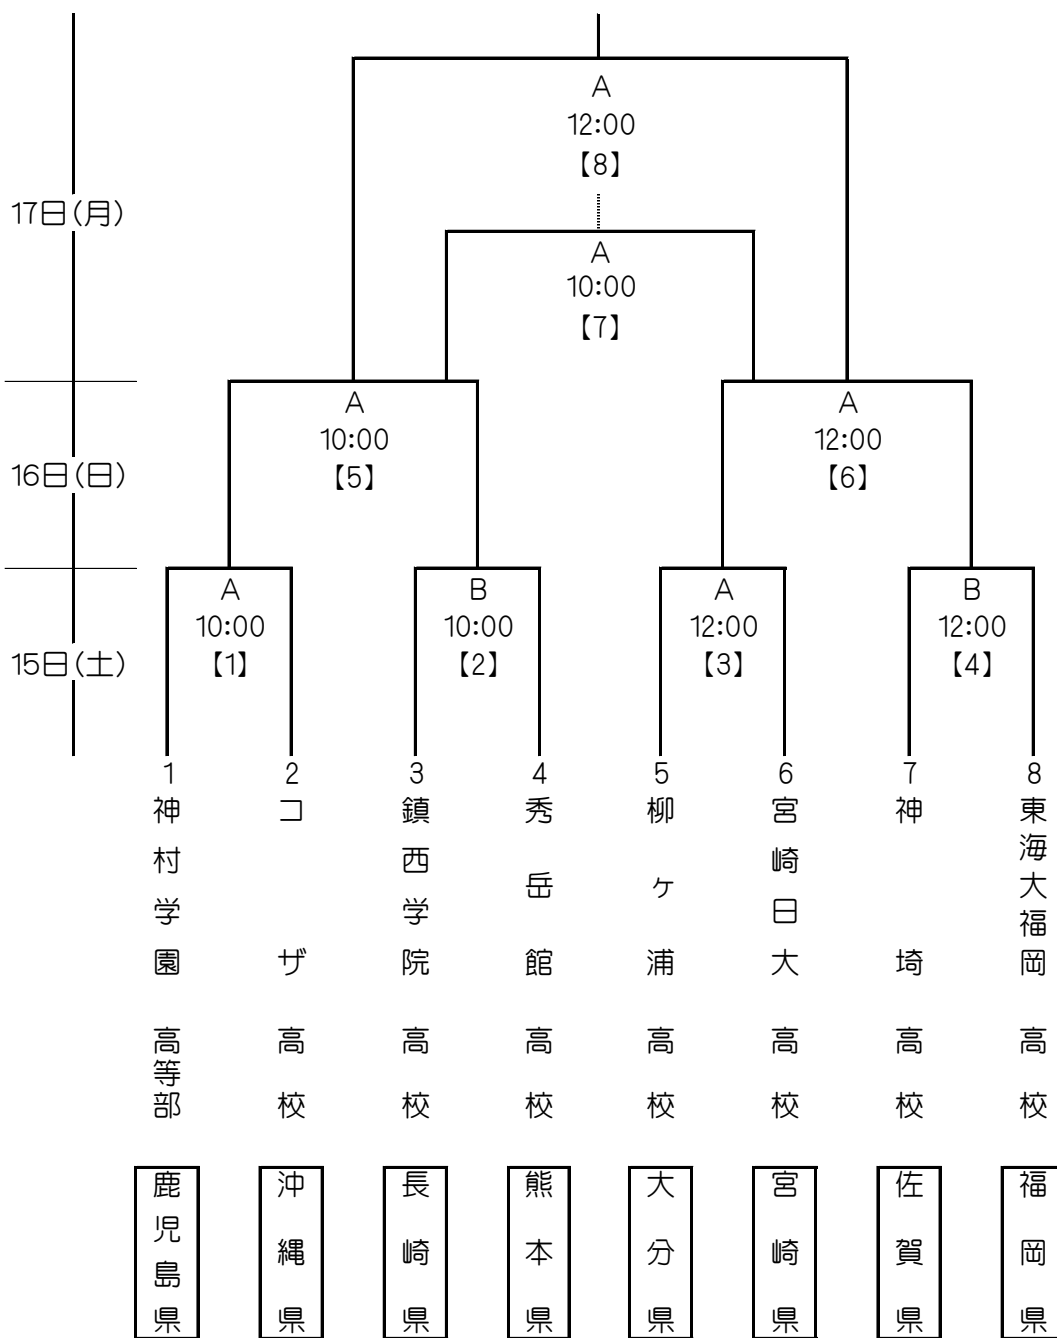 A
12:00
【8】
17日(月)
A
10:00
【7】
A
10:00
【5】
A
12:00
【6】
16日(日)
A
10:00
【1】
B
10:00
【2】
A
12:00
【3】
B
12:00
【4】
15日(土)
1 2 3 4 5 6 7 8
神村学園高等部
コザ高校
鎮西学院高校
秀岳館高校
柳ヶ浦高校
宮崎日大高校
神埼高校
東海大福岡高校
鹿児島県
沖縄県
長崎県
熊本県
大分県
宮崎県
佐賀県
福岡県